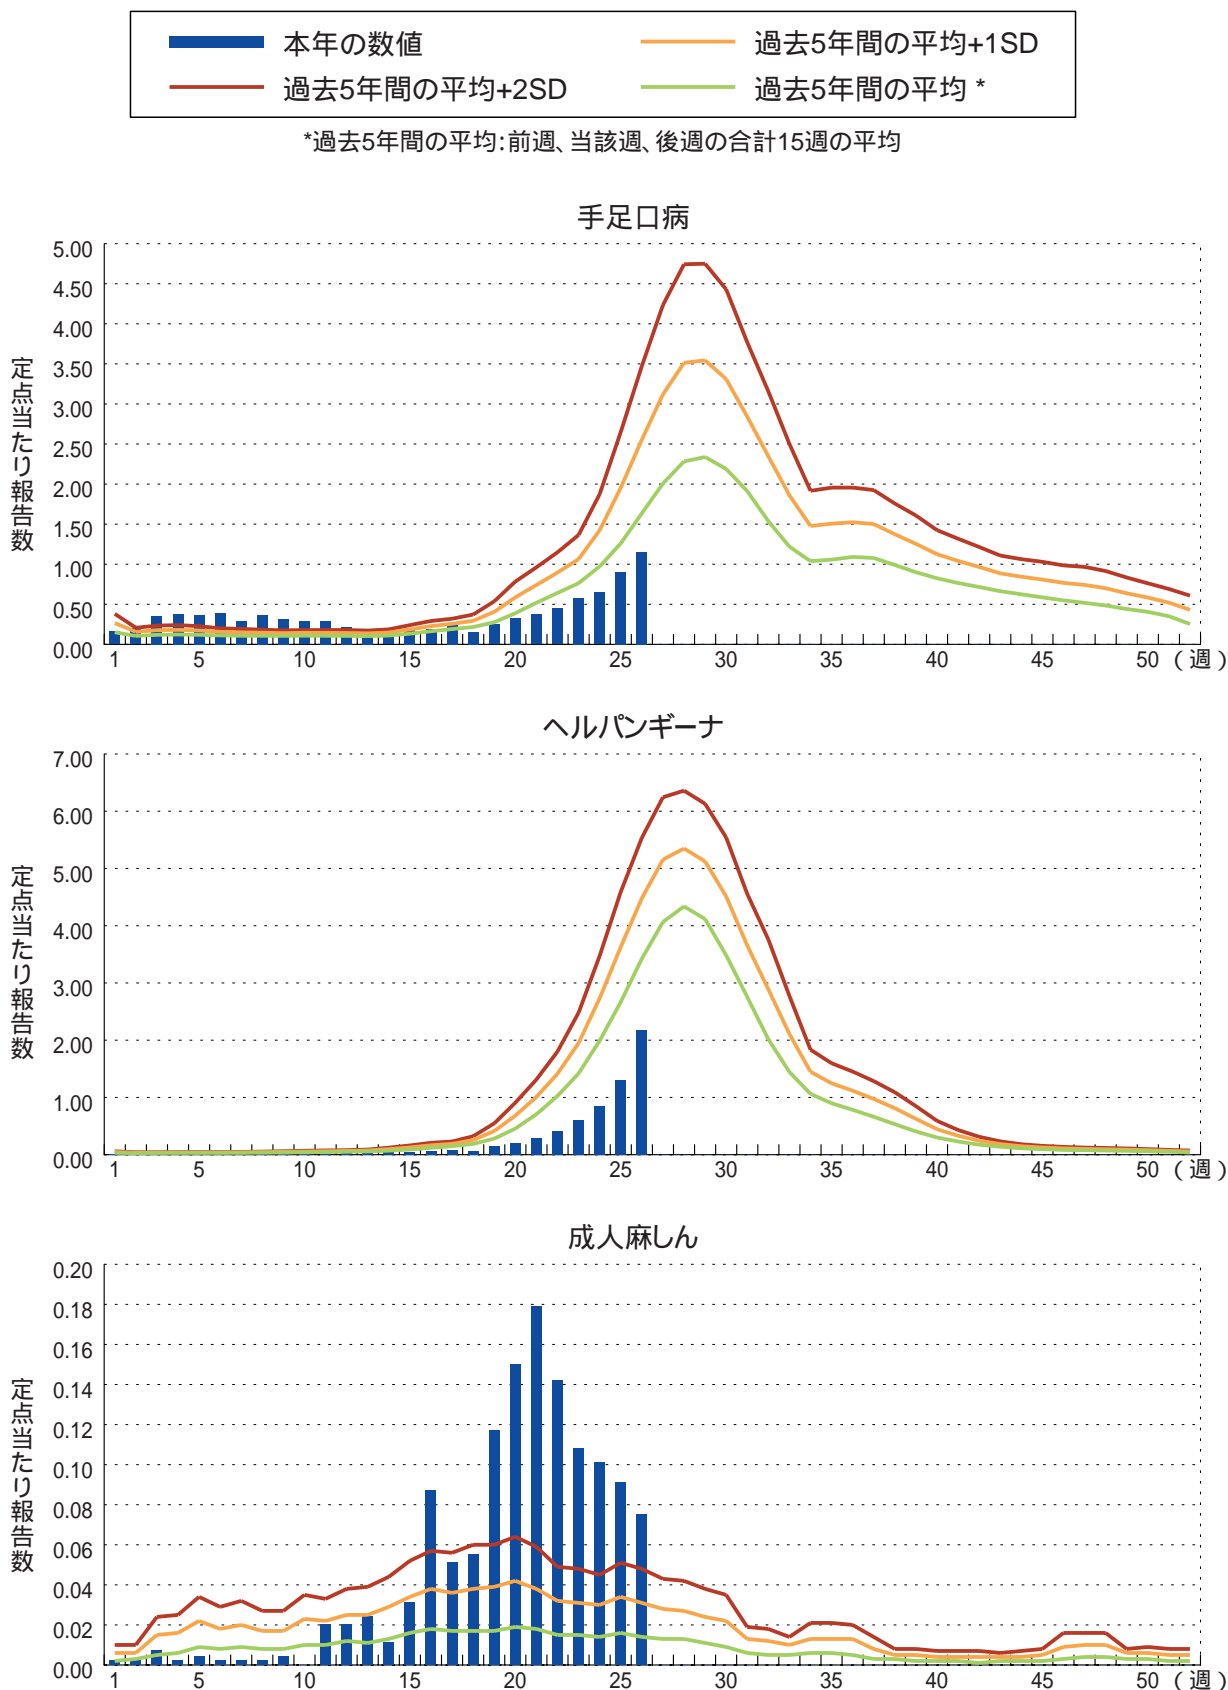 本年の数値
過去5年間の平均+1SD
過去5年間の平均+2SD
過去5年間の平均 *
*過去5年間の平均:前週、当該週、後週の合計15週の平均
手足口病
定点当たり報告数
5.00
4.50
4.00
3.50
3.00
2.50
2.00
1.50
1.00
0.50
0.00
1 5 10 15 20 25 30 35 40 45 50 (週)
ヘルパンギーナ
定点当たり報告数
7.00
6.00
5.00
4.00
3.00
2.00
1.00
0.00
1 5 10 15 20 25 30 35 40 45 50 (週)
成人麻しん
定点当たり報告数
0.20
0.18
0.16
0.14
0.12
0.10
0.08
0.06
0.04
0.02
0.00
1 5 10 15 20 25 30 35 40 45 50 (週)